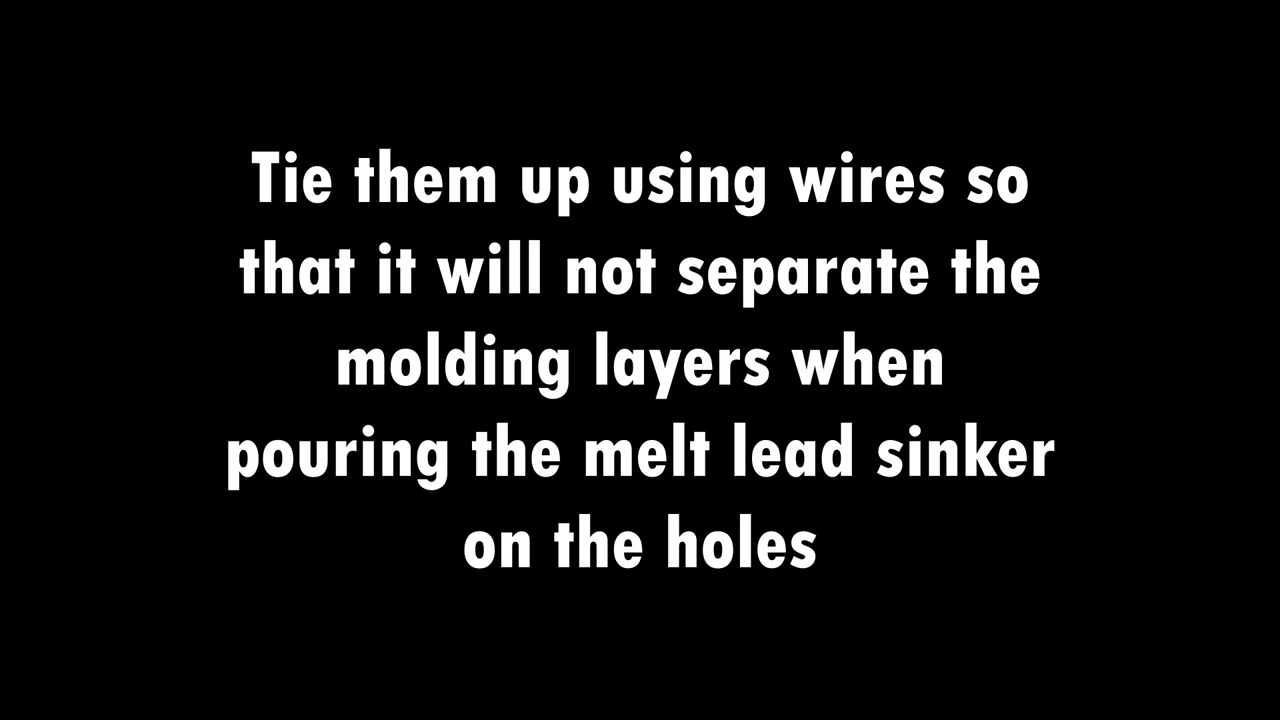 Tie them up using wires so
that it will not separate the
molding layers when
pouring the melt lead sinker
on the holes